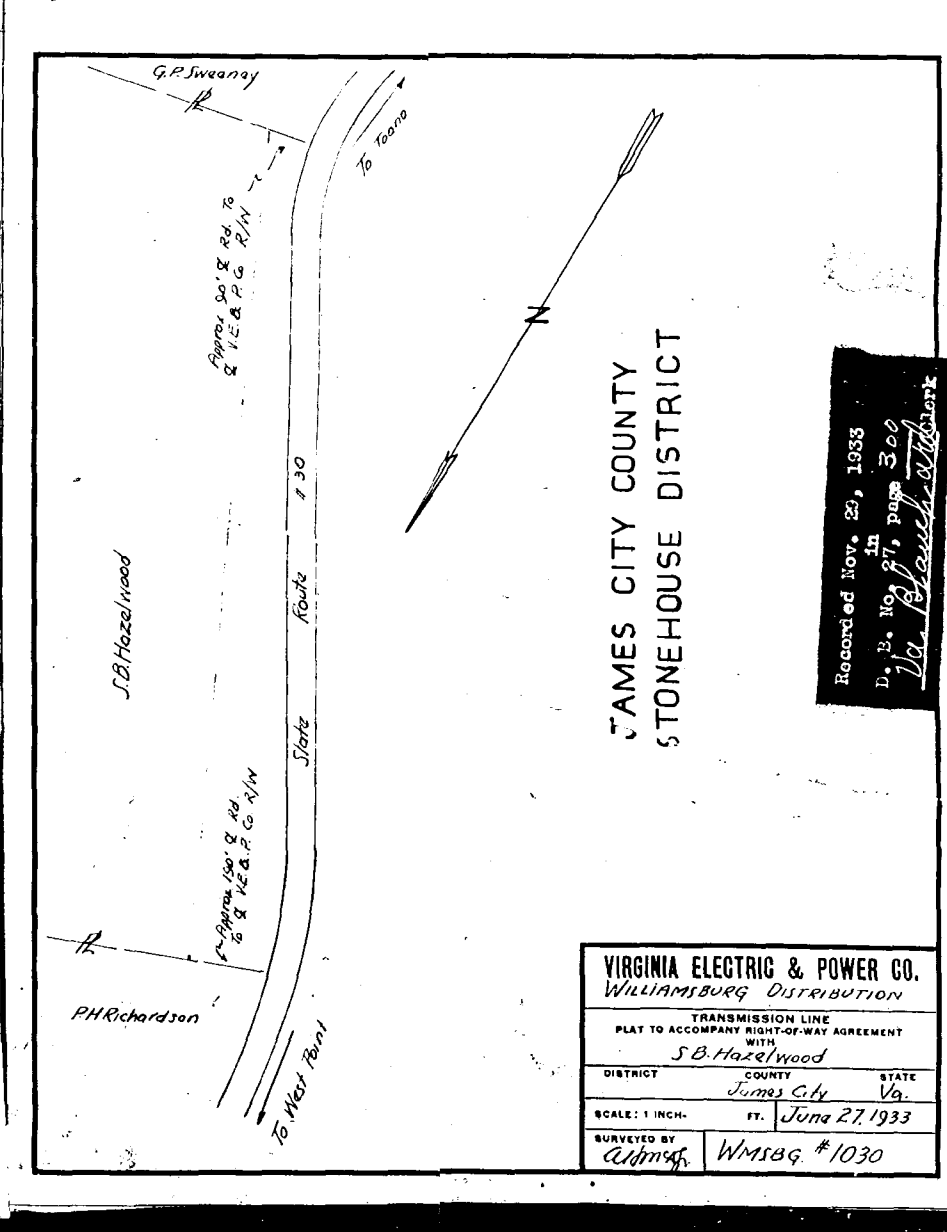 G.P. Sweaney
PL
To Toano
Approx 90' ℄ Rd. To
℄ V.E. & P. Co R/W
N
JAMES CITY COUNTY
STONEHOUSE DISTRICT
Recorded Nov. 29, 1933
in
D. B. No. 27, page 300
Va Clerk
S.B. Hazelwood
State Route #30
Approx 150' ℄ Rd.
To ℄ V.E. & P. Co R/W
PL
P.H Richardson
To West Point
VIRGINIA ELECTRIC & POWER CO.
WILLIAMSBURG DISTRIBUTION
TRANSMISSION LINE
PLAT TO ACCOMPANY RIGHT-OF-WAY AGREEMENT
WITH
S.B. Hazelwood
DISTRICT COUNTY STATE
James City Va.
SCALE: 1 INCH- FT. June 27, 1933
SURVEYED BY
WMSBG. #1030